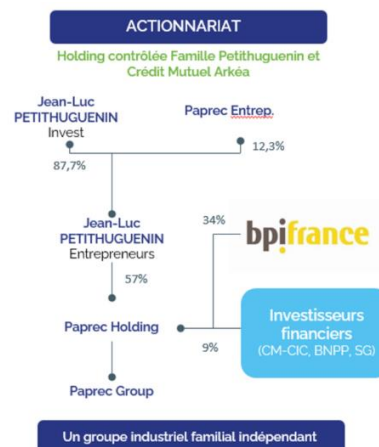 ACTIONNARIAT
Holding contrôlée Famille Petithuguenin et
Crédit Mutuel Arkéa
Jean-Luc
PETITHUGUENIN
Invest
Paprec Entrep.
87,7%
12,3%
Jean-Luc
PETITHUGUENIN
Entrepreneurs
34%
bpifrance
57%
Paprec Holding
9%
Investisseurs
financiers
(CM-CIC, BNPP, SG)
Paprec Group
Un groupe industriel familial indépendant